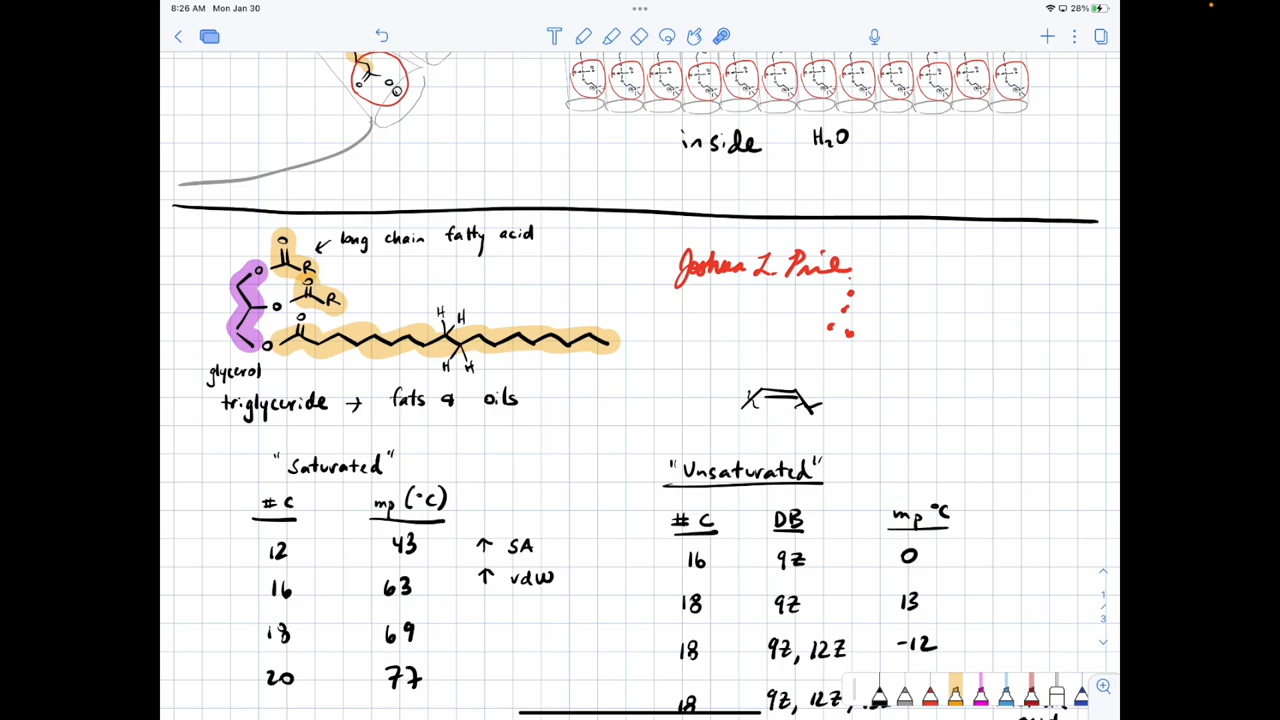 8:26 AM Mon Jan 30
28%
inside H₂O
long chain fatty acid
O
O R
O
O R
O
O
H H
H H
glycerol
triglyceride → fats & oils
Joshua L. Price
"Saturated"
# C mp (°C)
12 43
16 63
18 69
20 77
↑ SA
↑ vdW
"Unsaturated"
# C DB mp °C
16 9Z 0
18 9Z 13
18 9Z, 12Z -12
18 9Z, 12Z,
1
/
3